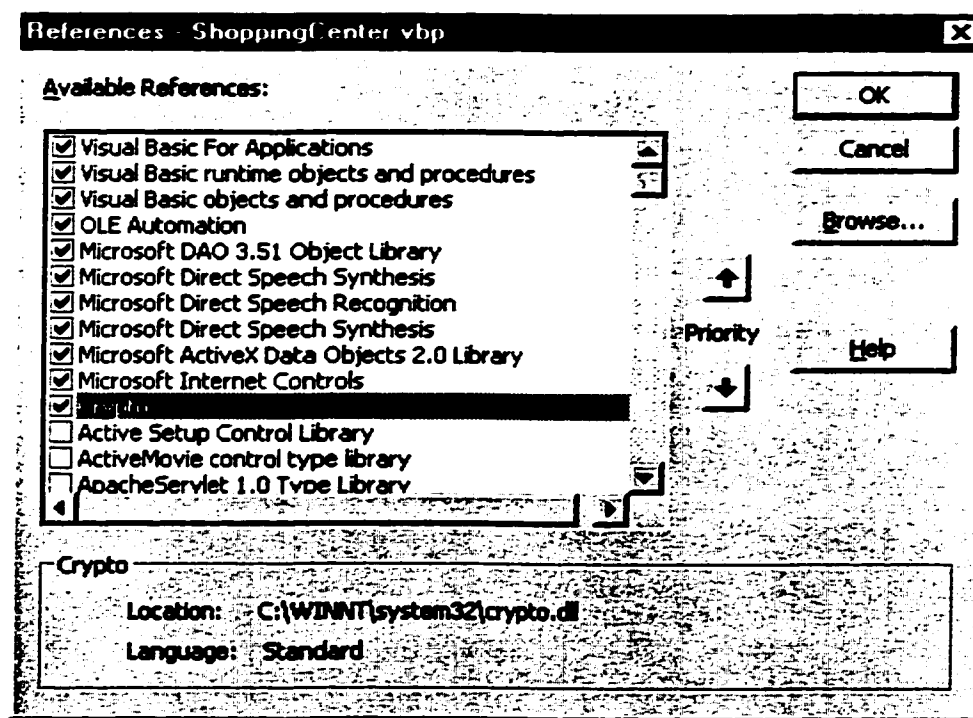 References - ShoppingCenter.vbp
Available References:
OK
Cancel
Browse...
Help
Visual Basic For Applications
Visual Basic runtime objects and procedures
Visual Basic objects and procedures
OLE Automation
Microsoft DAO 3.51 Object Library
Microsoft Direct Speech Synthesis
Microsoft Direct Speech Recognition
Microsoft Direct Speech Synthesis
Microsoft ActiveX Data Objects 2.0 Library
Microsoft Internet Controls
Crypto
Active Setup Control Library
ActiveMovie control type library
ApacheServlet 1.0 Type Library
Priority
Crypto
Location: C:\WINNT\system32\crypto.dll
Language: Standard